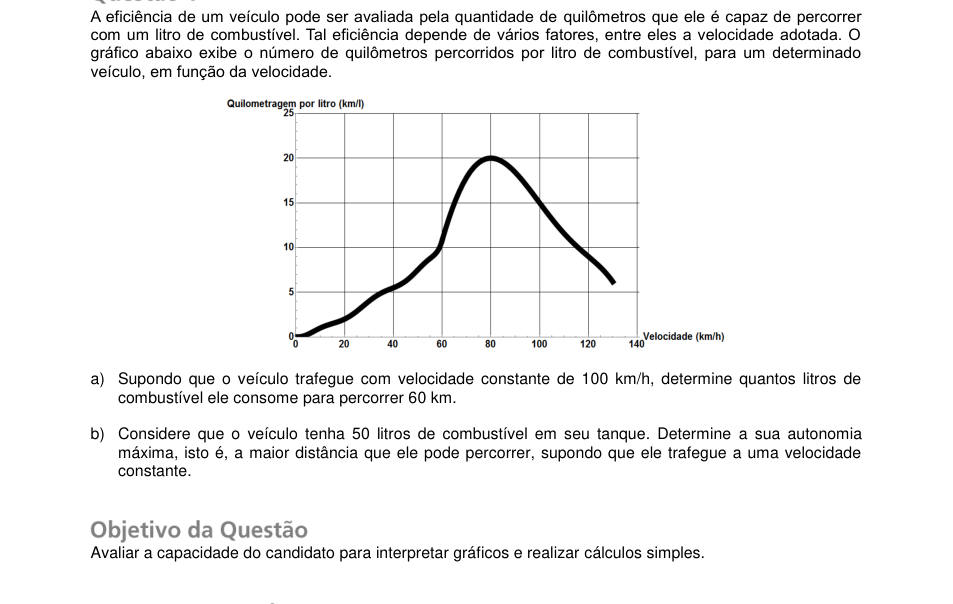 A eficiência de um veículo pode ser avaliada pela quantidade de quilômetros que ele é capaz de percorrer
com um litro de combustível. Tal eficiência depende de vários fatores, entre eles a velocidade adotada. O
gráfico abaixo exibe o número de quilômetros percorridos por litro de combustível, para um determinado
veículo, em função da velocidade.
Quilometragem por litro (km/l)
25
20
15
10
5
0
0 20 40 60 80 100 120 140
Velocidade (km/h)
a) Supondo que o veículo trafegue com velocidade constante de 100 km/h, determine quantos litros de
combustível ele consome para percorrer 60 km.
b) Considere que o veículo tenha 50 litros de combustível em seu tanque. Determine a sua autonomia
máxima, isto é, a maior distância que ele pode percorrer, supondo que ele trafegue a uma velocidade
constante.
Objetivo da Questão
Avaliar a capacidade do candidato para interpretar gráficos e realizar cálculos simples.